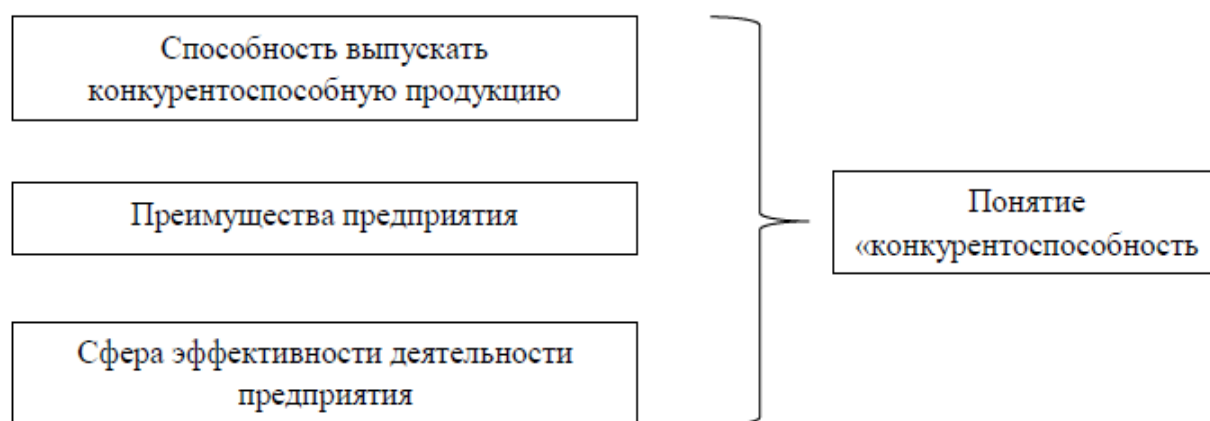 Способность выпускать
конкурентоспособную продукцию
Преимущества предприятия
Сфера эффективности деятельности
предприятия
Понятие
«конкурентоспособность